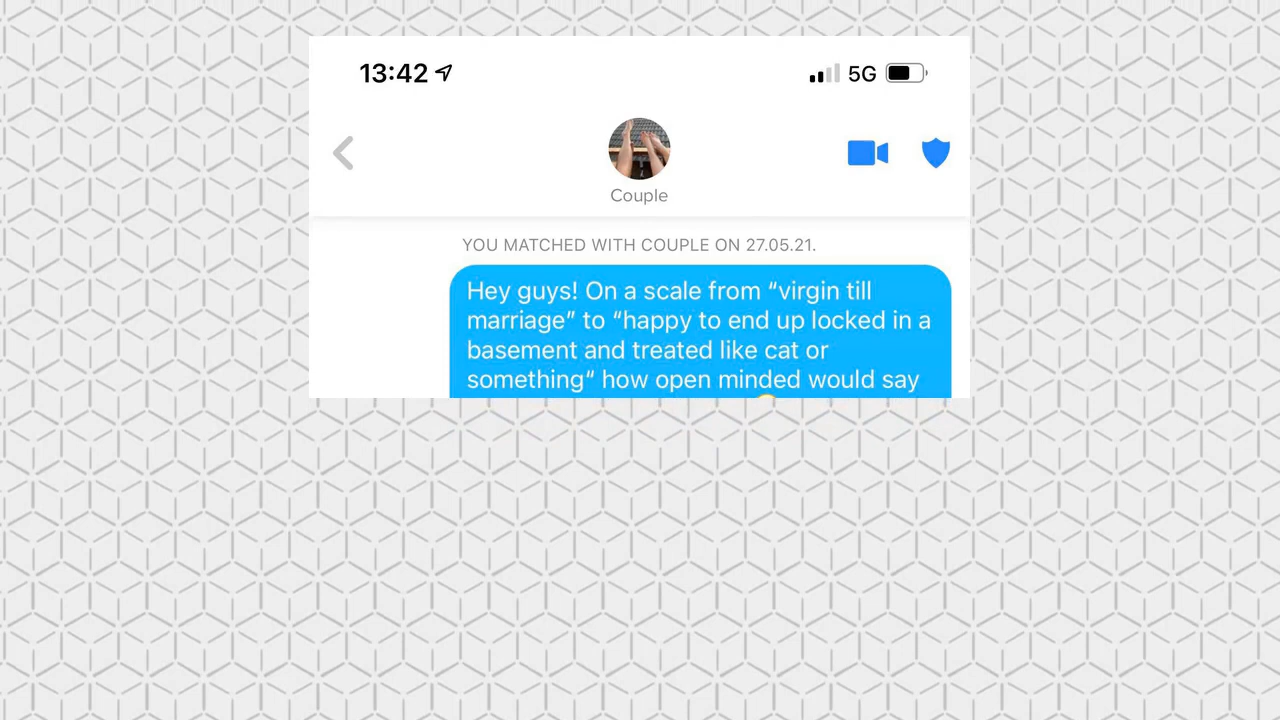 13:42
5G
Couple
YOU MATCHED WITH COUPLE ON 27.05.21.
Hey guys! On a scale from “virgin till
marriage” to “happy to end up locked in a
basement and treated like cat or
something“ how open minded would say